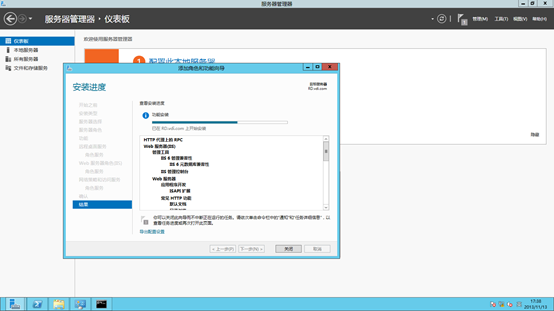 服务器管理器
服务器管理器 · 仪表板
管理(M) 工具(T) 视图(V) 帮助(H)
仪表板
本地服务器
所有服务器
文件和存储服务
欢迎使用服务器管理器
1 配置此本地服务器
隐藏
添加角色和功能向导
安装进度
目标服务器
RD.wdl.com
开始之前
安装类型
服务器选择
服务器角色
功能
角色服务
角色服务
角色服务
确认
结果
查看安装进度
功能安装
已在 RD.wdl.com 上开始安装
HTTP 代理上的 RPC
Web 服务器(IIS)
管理工具
IIS 6 管理兼容性
IIS 6 元数据库兼容性
IIS 管理控制台
Web 服务器
应用程序开发
ISAPI 扩展
常见 HTTP 功能
默认文档
你可以关闭此向导而不中断正在运行的任务。请依次单击命令栏中的“通知”和“任务详细信息”，以
查看任务进度或再次打开此页面。
导出配置设置
< 上一步(P) 下一步(N) > 关闭 取消
17:38
2013/11/13